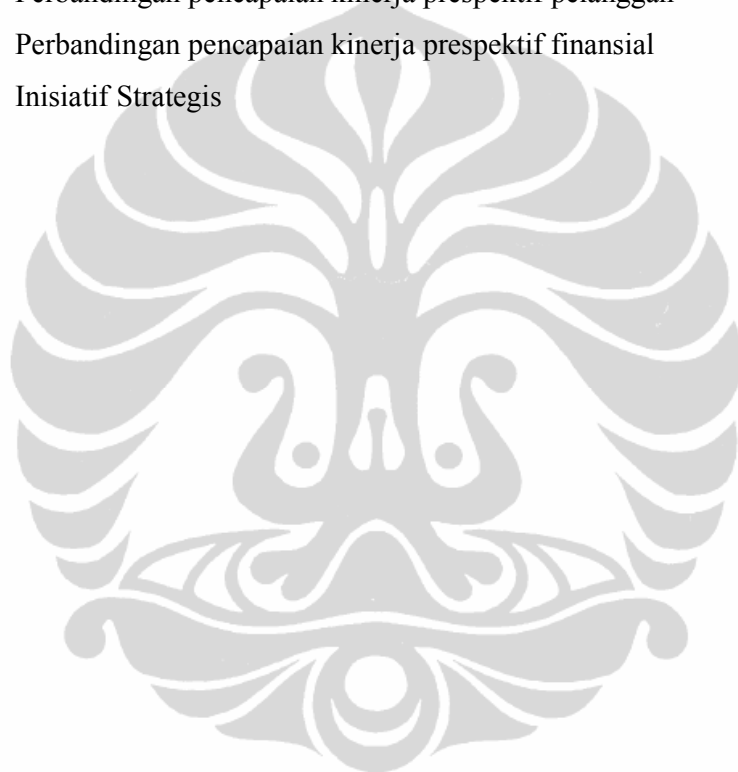 Perbandingan pencapaian kinerja prespektif pelanggan
Perbandingan pencapaian kinerja prespektif finansial
Inisiatif Strategis